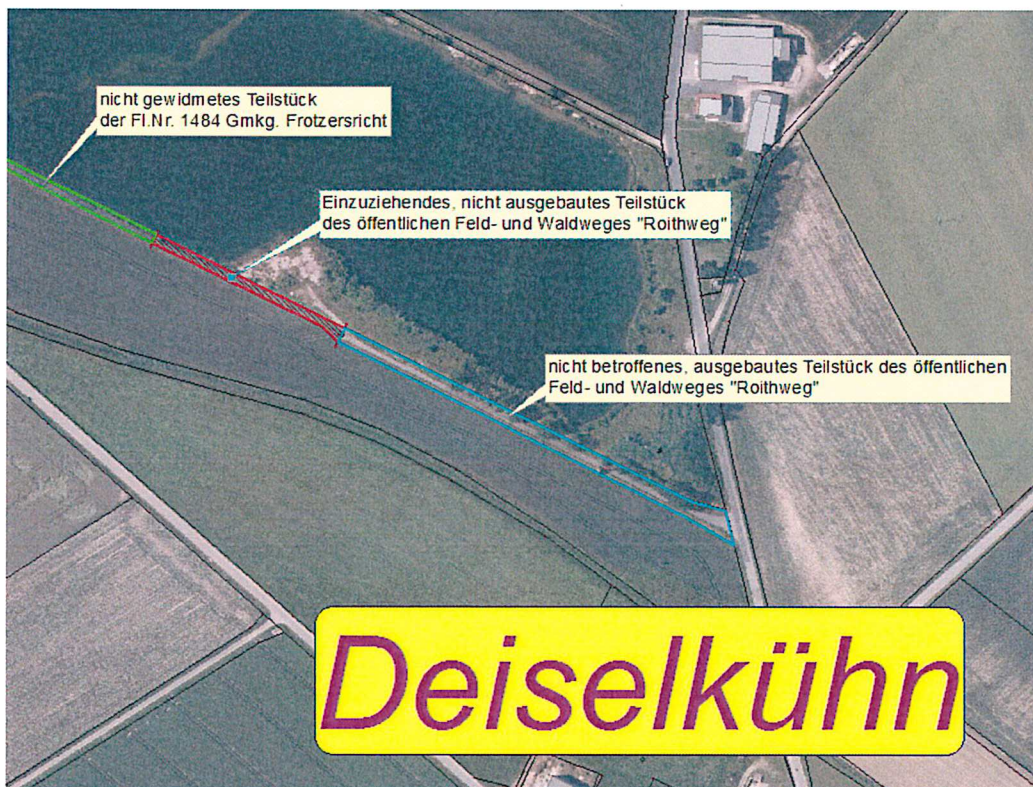 nicht gewidmetes Teilstück
der Fl.Nr. 1484 Gmkg. Frotzersricht
Einzuziehendes, nicht ausgebautes Teilstück
des öffentlichen Feld- und Waldweges "Roithweg"
nicht betroffenes, ausgebautes Teilstück des öffentlichen
Feld- und Waldweges "Roithweg"
Deiselkühn